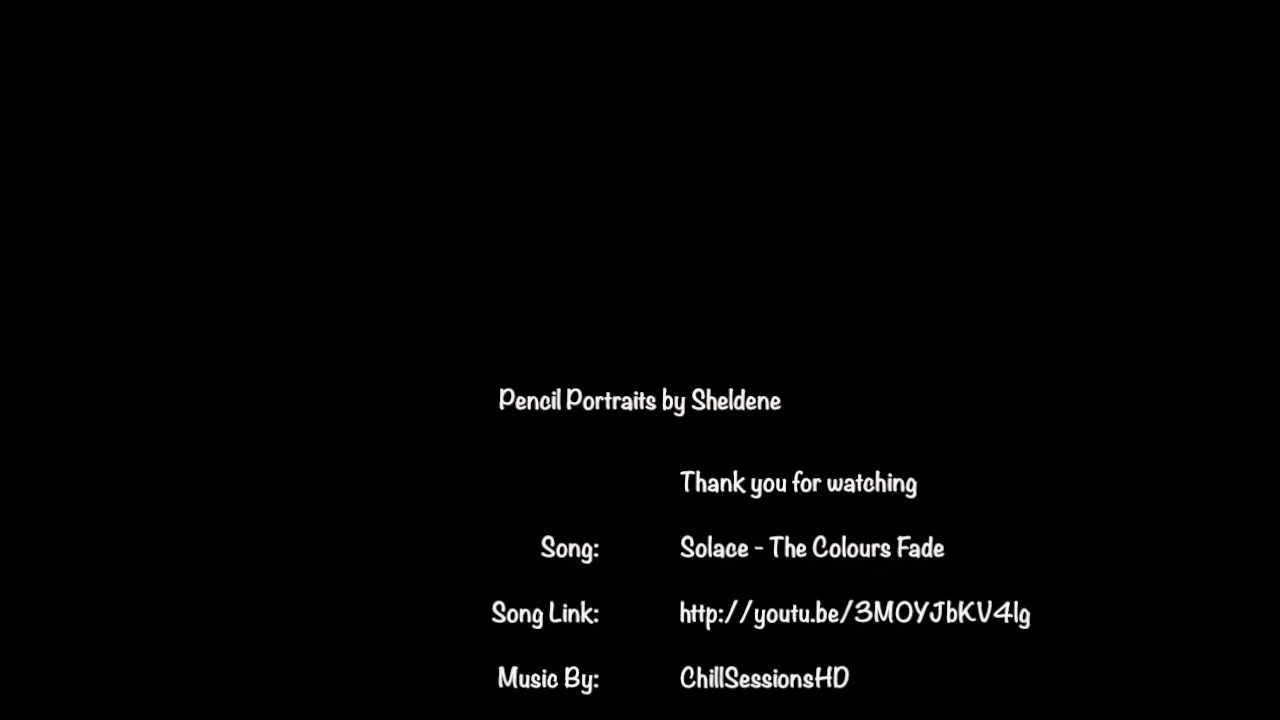 Pencil Portraits by Sheldene
Thank you for watching
Song: Solace - The Colours Fade
Song Link: http://youtu.be/3MOYJbKV4lg
Music By: ChillSessionsHD